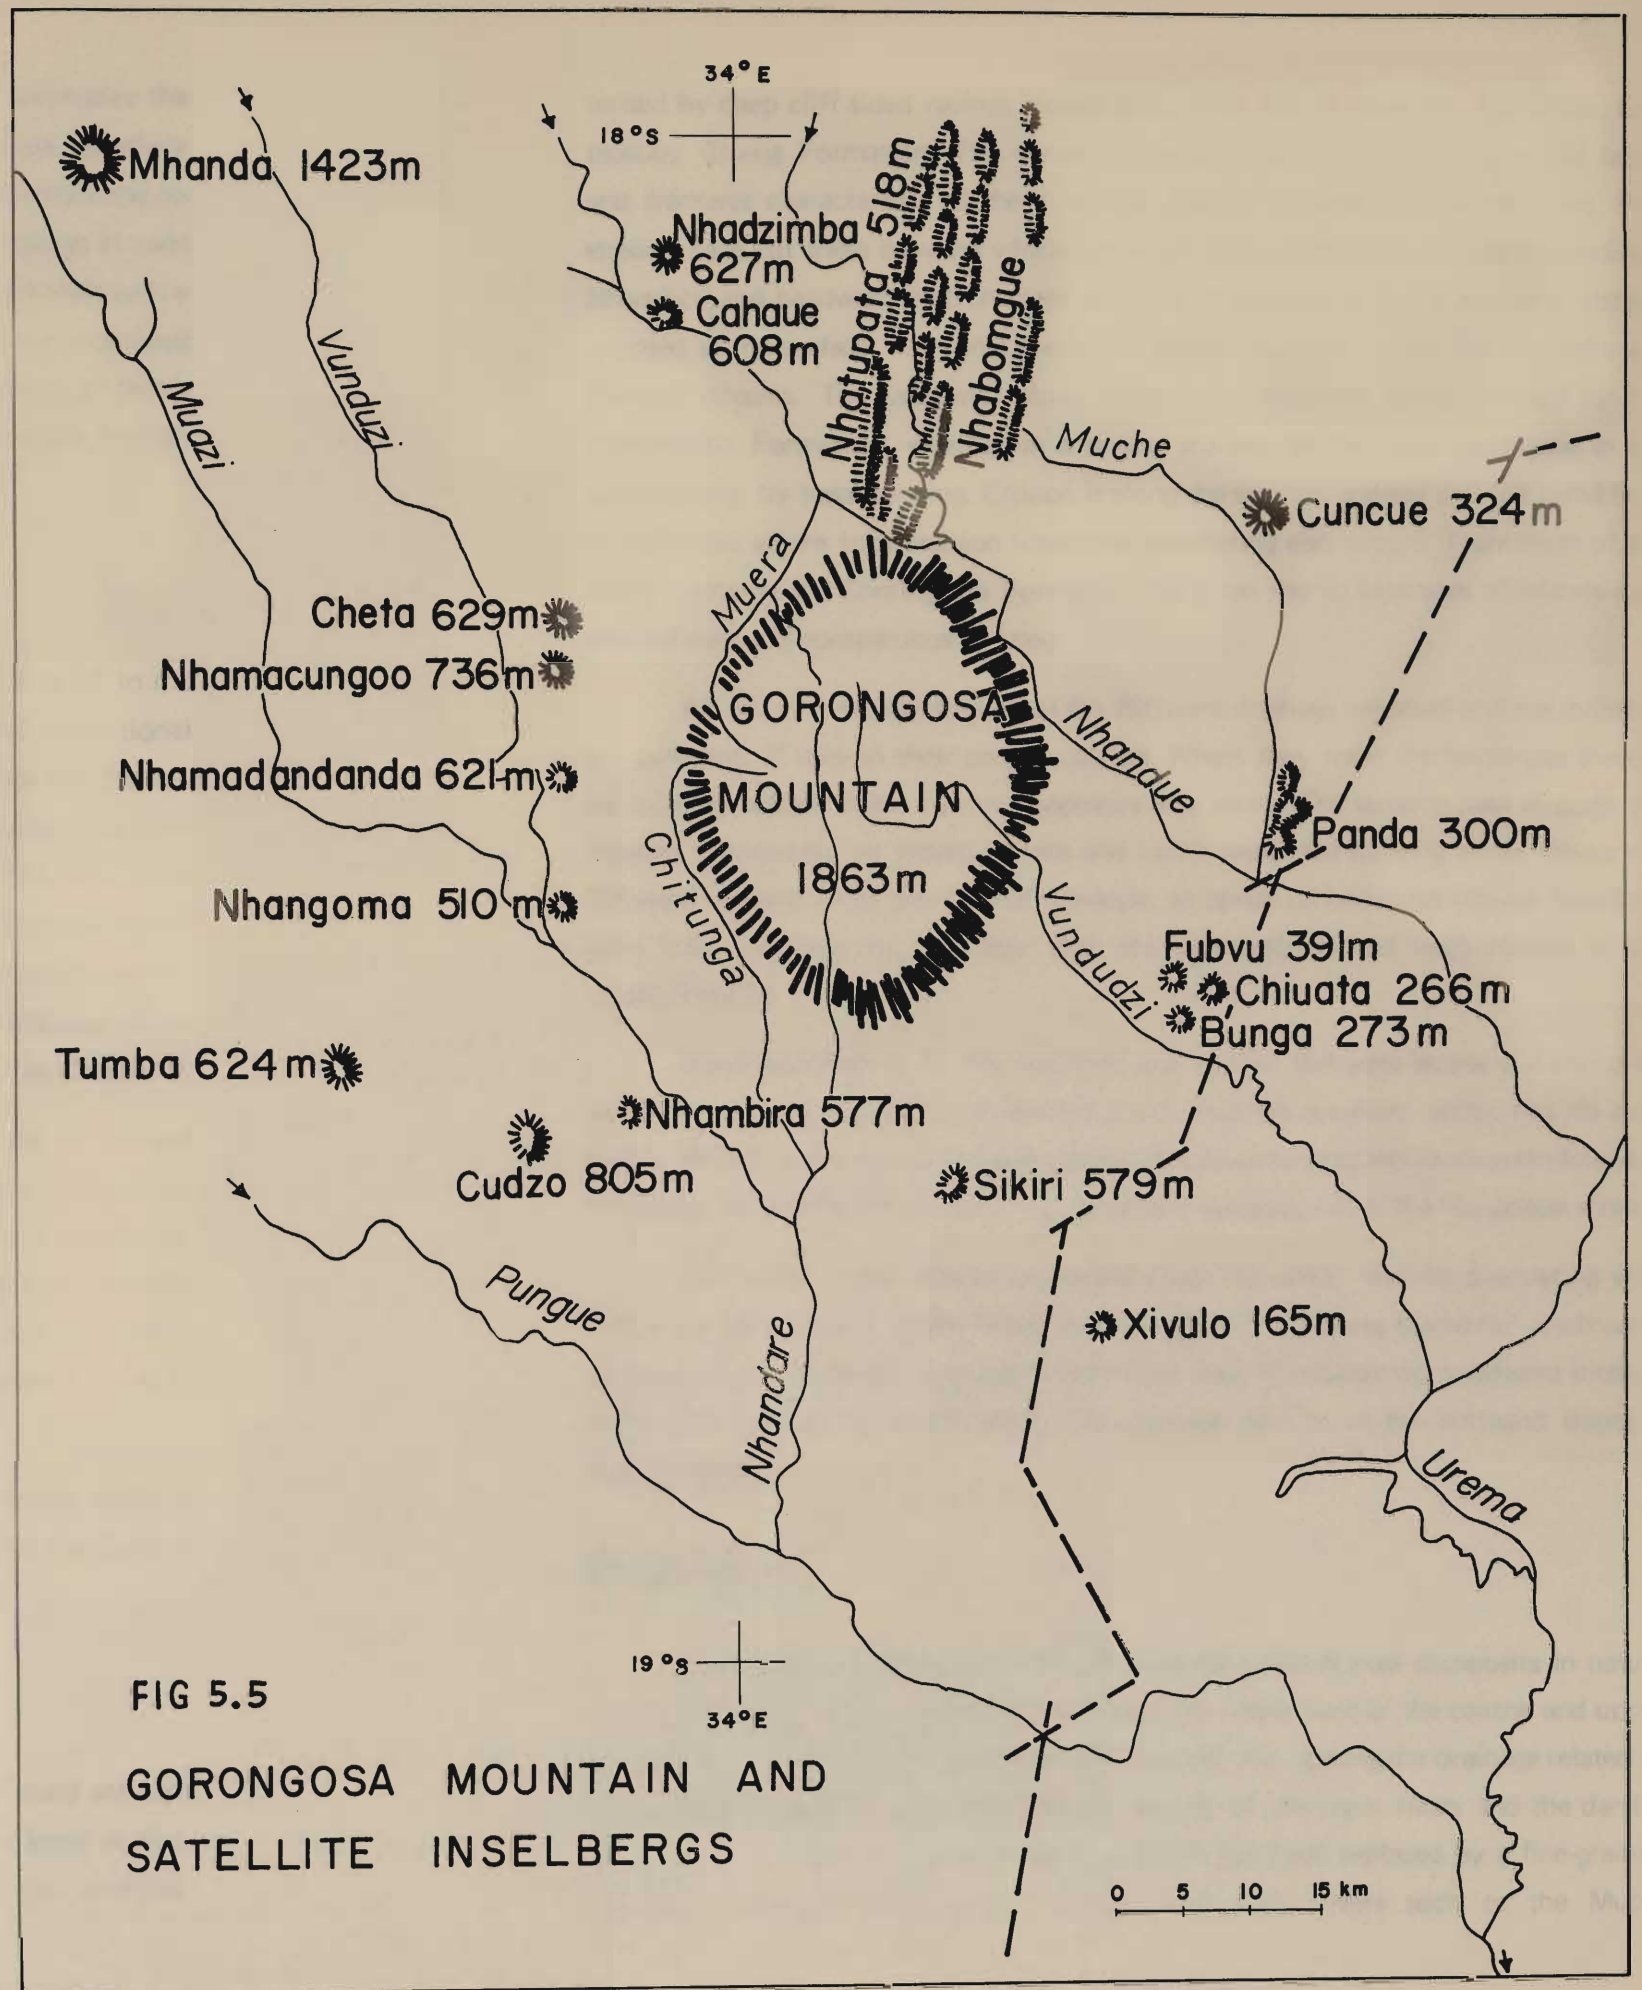 34°E
18°S
Mhanda 1423m
Nhadzimba
627m
Cahaue
608m
Nhatupata 518m
Nhabongue
Vunduzi
Muazi
Muche
Cuncue 324m
Muera
Cheta 629m
Nhamacungoo 736m
GORONGOSA
MOUNTAIN
1863m
Nhandue
Nhamadandanda 621m
Panda 300m
Chitunga
Nhangoma 510m
Vundudzi
Fubvu 391m
Chiuata 266m
Bunga 273m
Tumba 624m
Nhambira 577m
Cudzo 805m
Sikiri 579m
Pungue
Xivulo 165m
Nhandare
Urema
19°S
34°E
FIG 5.5
GORONGOSA MOUNTAIN AND
SATELLITE INSELBERGS
0 5 10 15 km